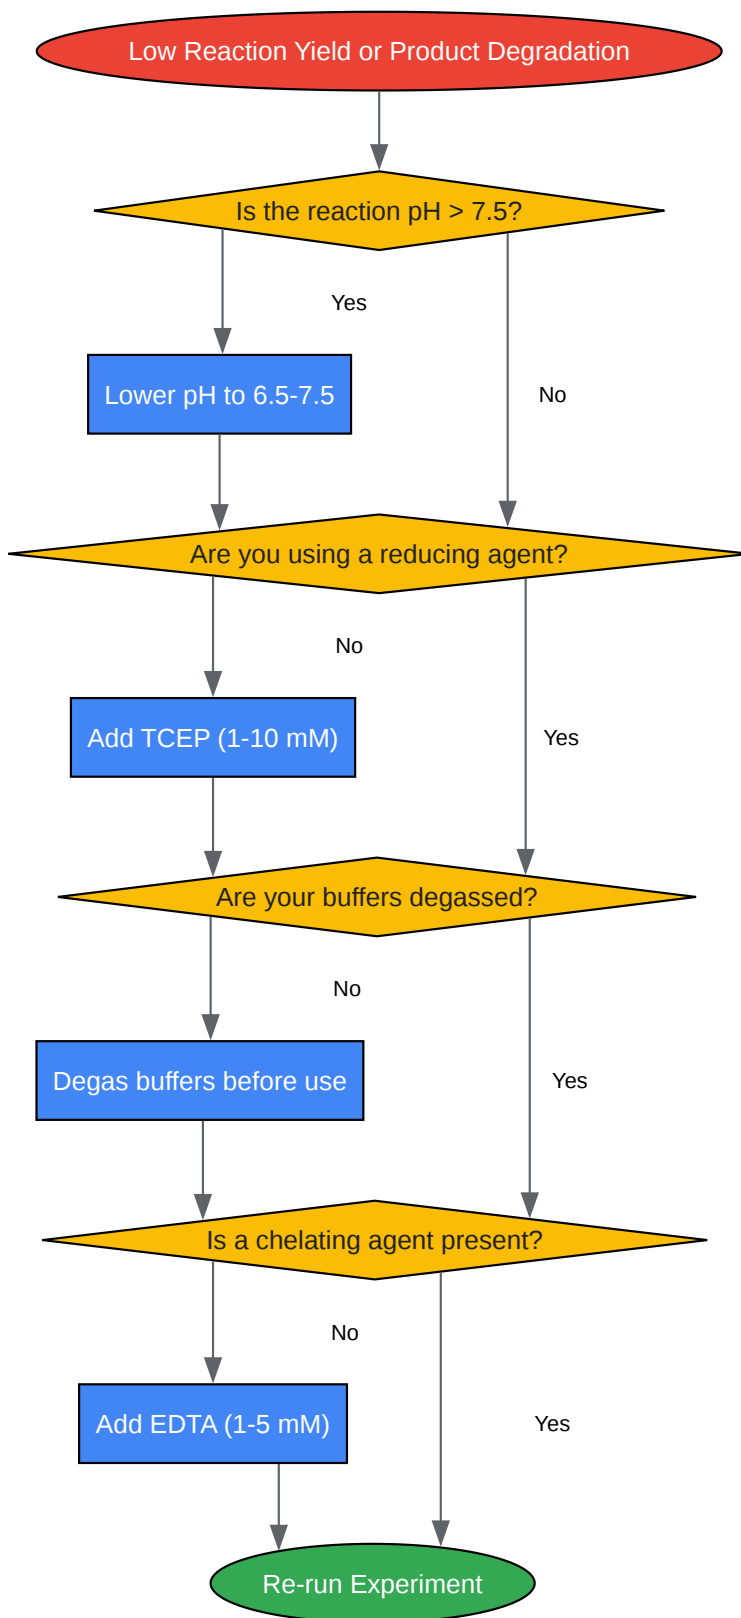 Low Reaction Yield or Product Degradation
Is the reaction pH > 7.5?
Yes
Lower pH to 6.5-7.5
No
Are you using a reducing agent?
No
Add TCEP (1-10 mM)
Yes
Are your buffers degassed?
No
Degas buffers before use
Yes
Is a chelating agent present?
No
Add EDTA (1-5 mM)
Yes
Re-run Experiment